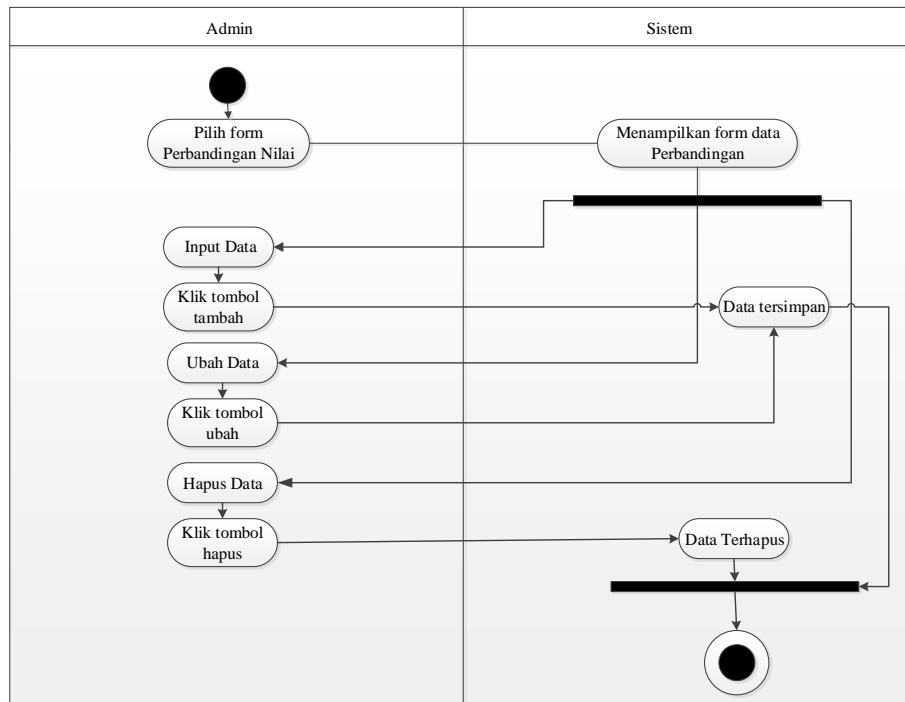 Admin
Sistem
Pilih form
Perbandingan Nilai
Menampilkan form data
Perbandingan
Input Data
Klik tombol
tambah
Data tersimpan
Ubah Data
Klik tombol
ubah
Hapus Data
Klik tombol
hapus
Data Terhapus